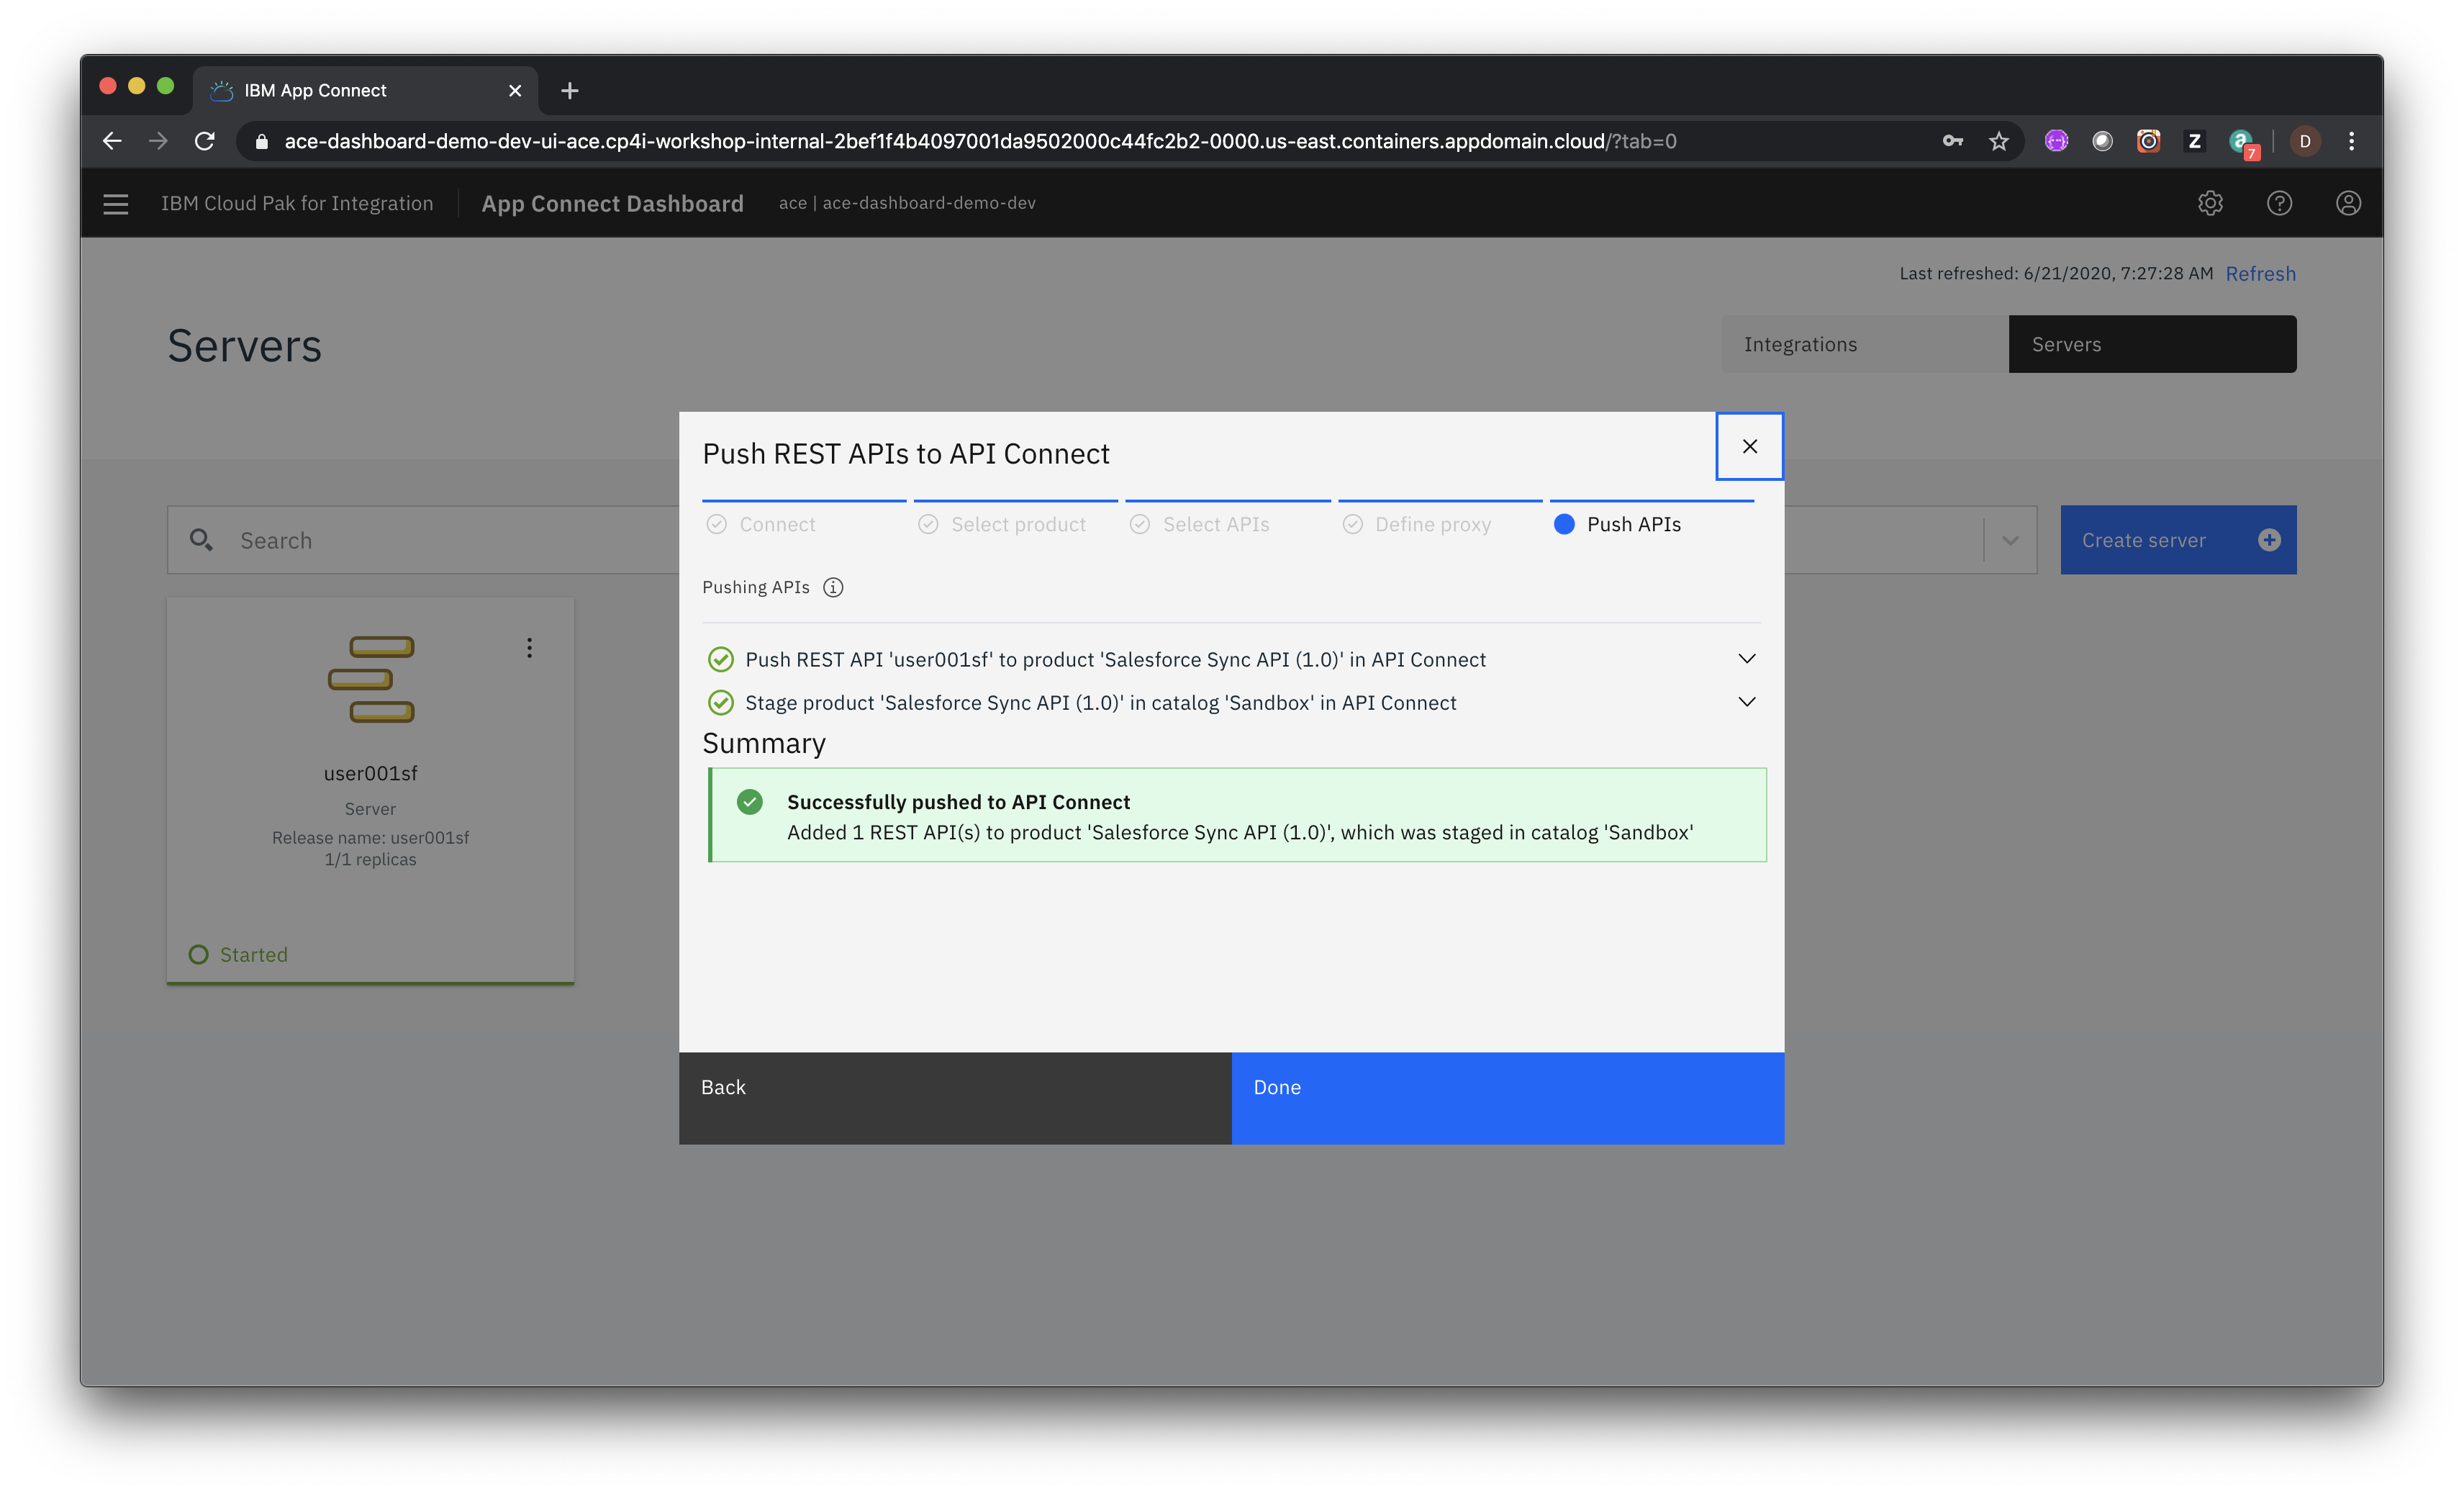 IBM App Connect
ace-dashboard-demo-dev-ui-ace.cp4i-workshop-internal-2bef1f4b4097001da9502000c44fc2b2-0000.us-east.containers.appdomain.cloud/?tab=0
Z
a
7
D
IBM Cloud Pak for Integration
App Connect Dashboard
ace | ace-dashboard-demo-dev
Last refreshed: 6/21/2020, 7:27:28 AM Refresh
Servers
Integrations
Servers
Search
Create server
user001sf
Server
Release name: user001sf
1/1 replicas
Started
Push REST APIs to API Connect
Connect
Select product
Select APIs
Define proxy
Push APIs
Pushing APIs
Push REST API 'user001sf' to product 'Salesforce Sync API (1.0)' in API Connect
Stage product 'Salesforce Sync API (1.0)' in catalog 'Sandbox' in API Connect
Summary
Successfully pushed to API Connect
Added 1 REST API(s) to product 'Salesforce Sync API (1.0)', which was staged in catalog 'Sandbox'
Back
Done